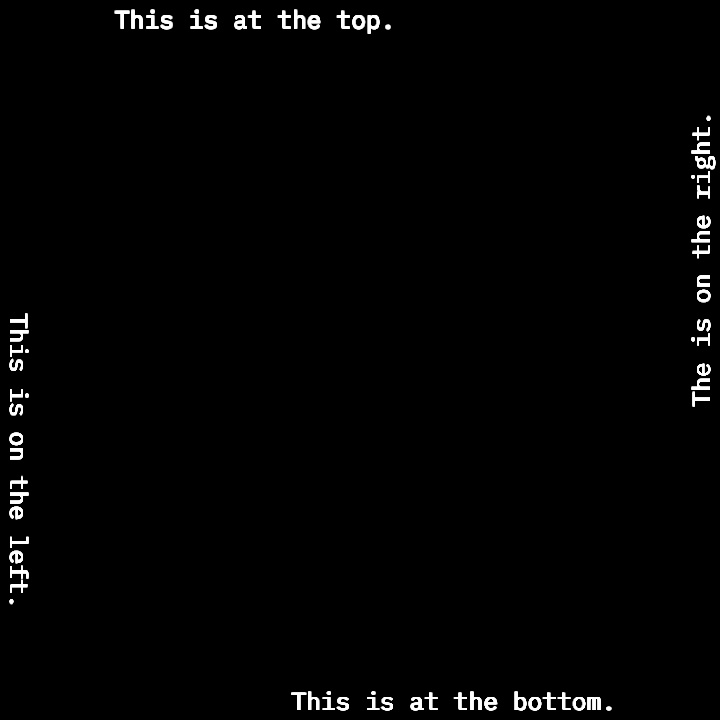 This is at the top.
The is on the right.
This is on the left.
This is at the bottom.